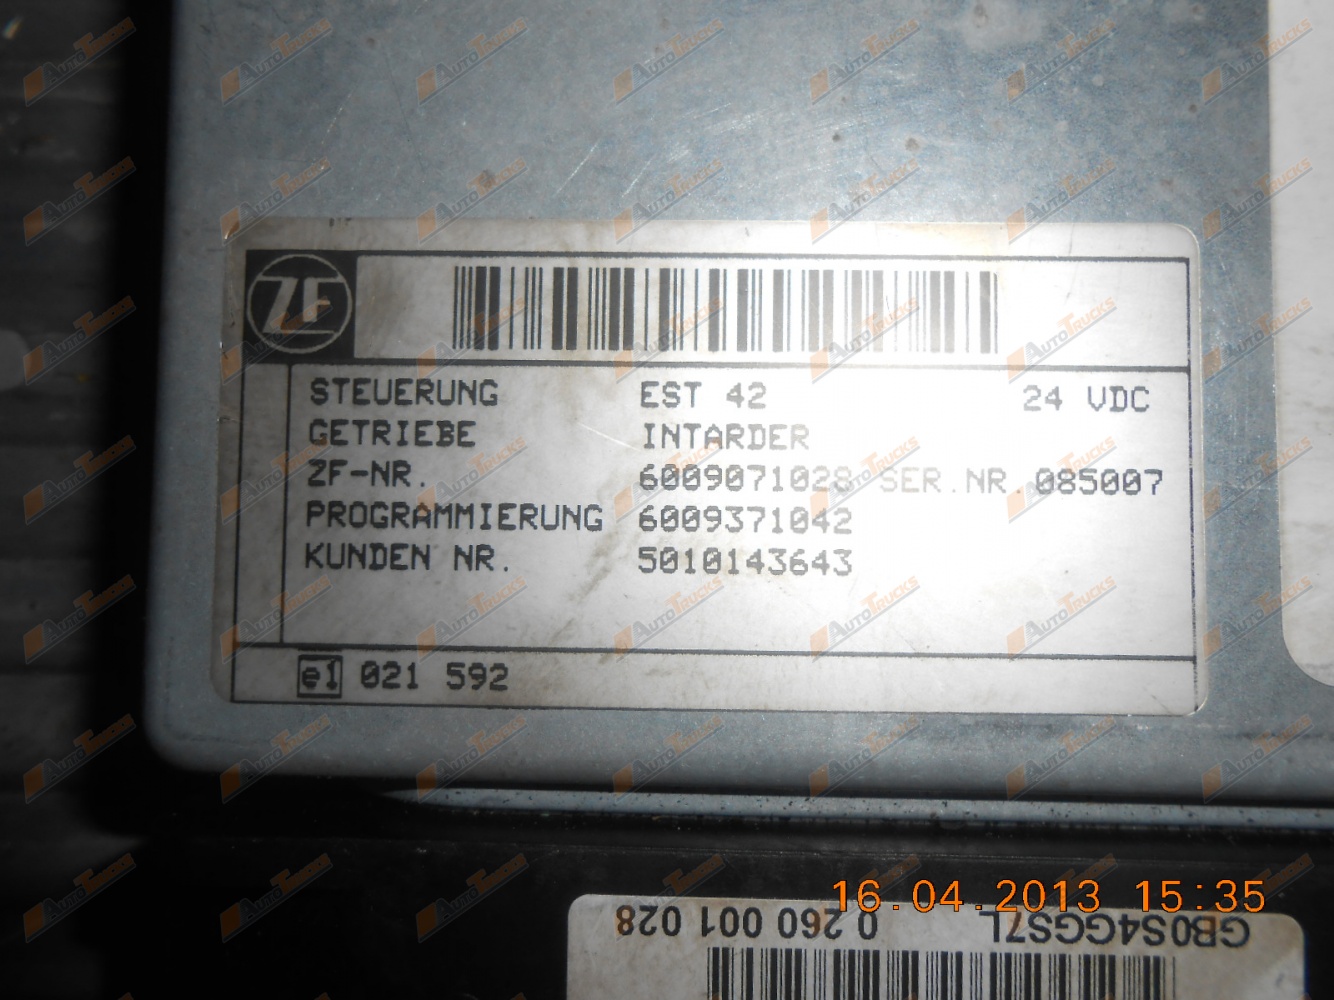 ZF
STEUERUNG EST 42 24 VDC
GETRIEBE INTARDER
ZF-NR. 6009071028 SER.NR. 085007
PROGRAMMIERUNG 6009371042
KUNDEN NR. 5010143643
e1 021 592
16.04.2013 15:35
GB0S4GGS7L 0 260 001 028
AUTOTRUCKS